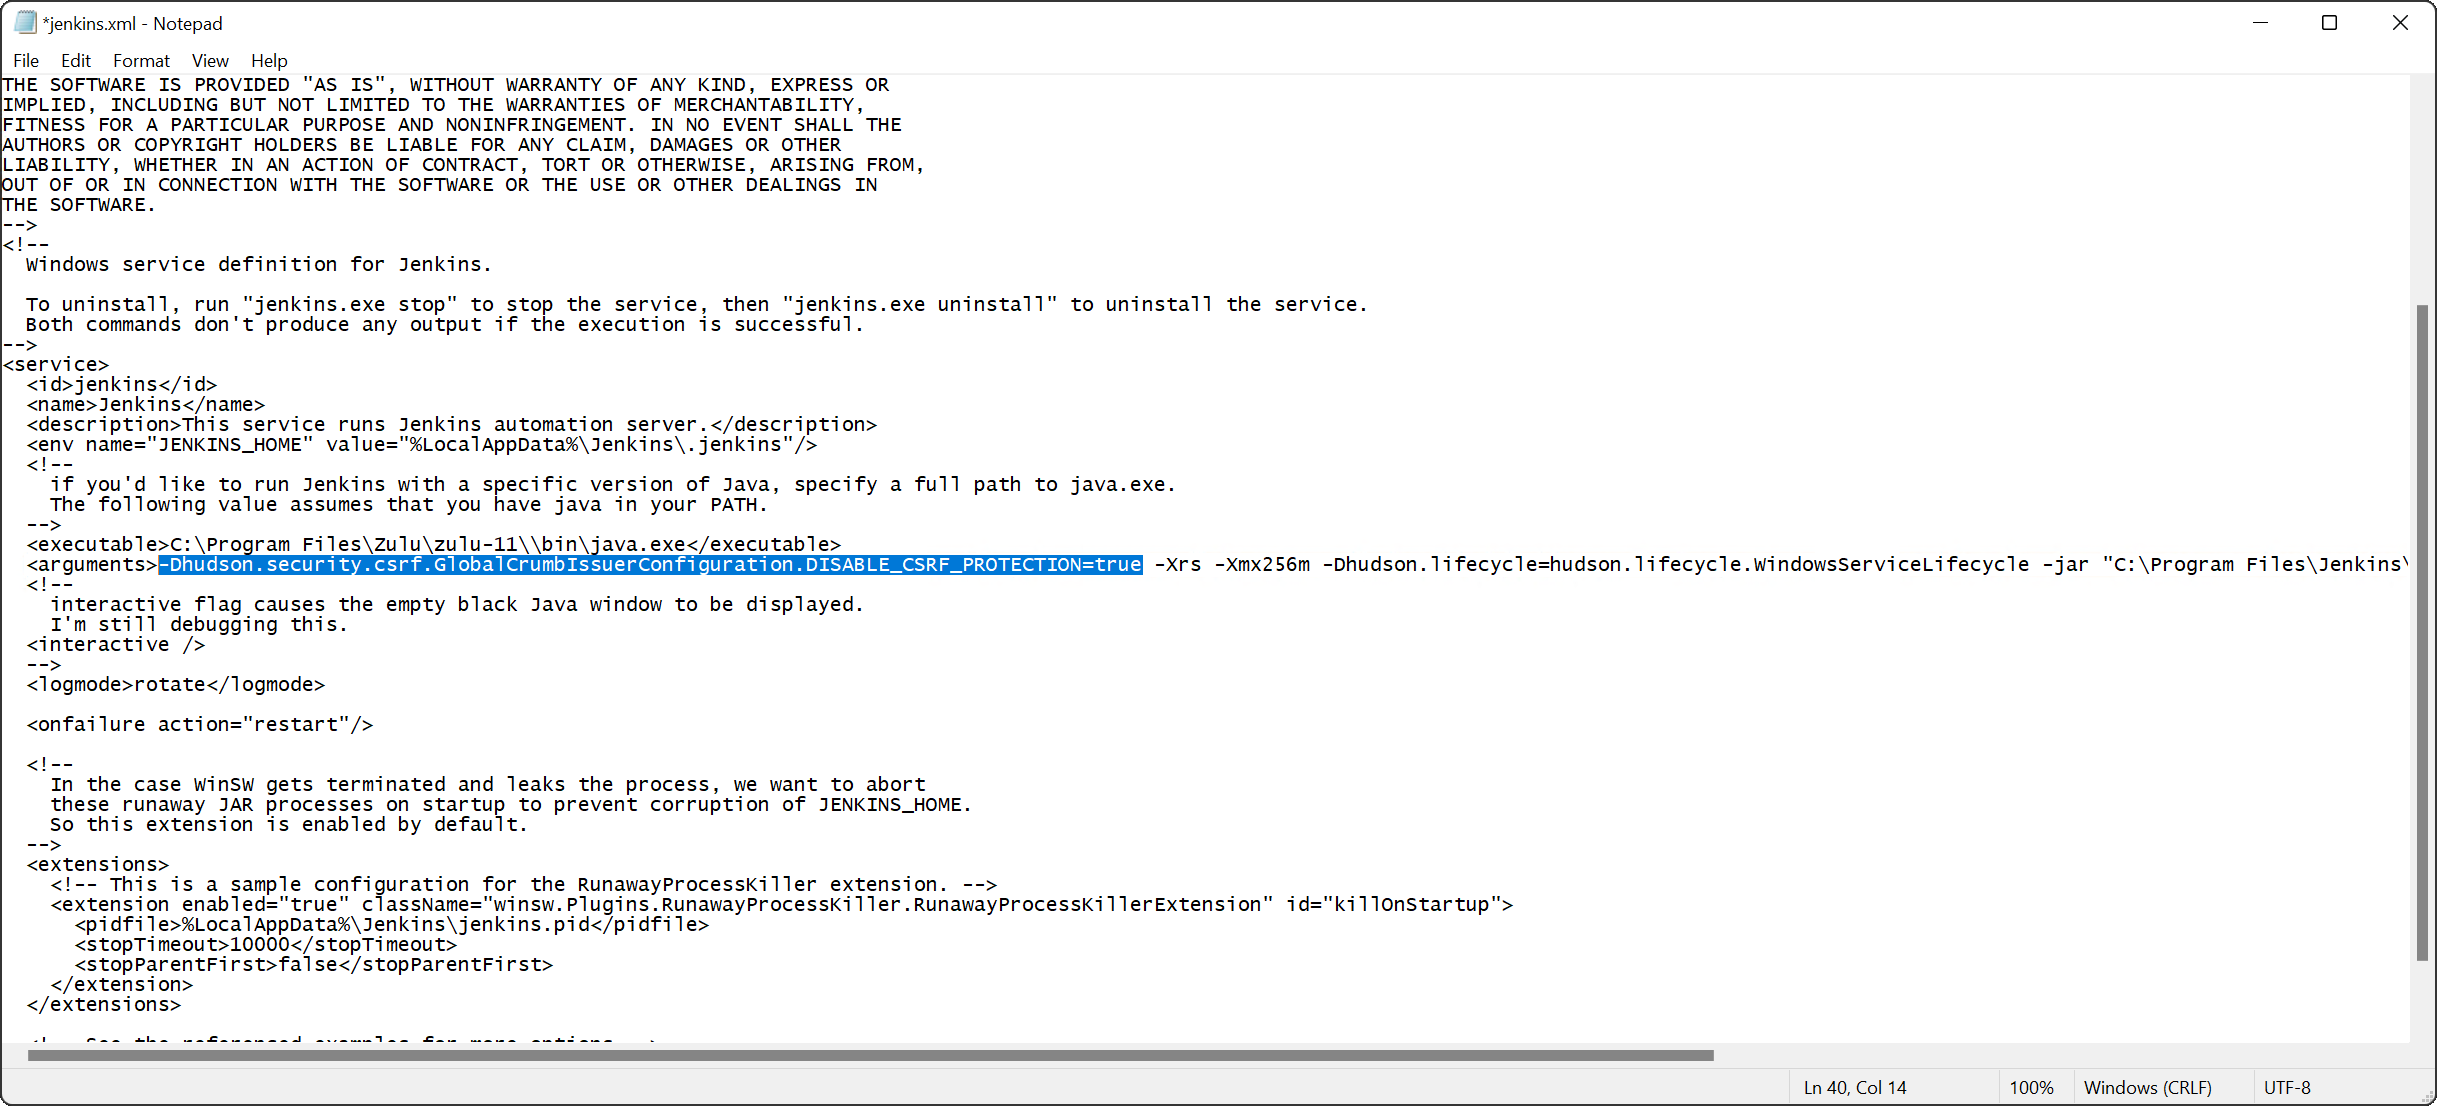 *jenkins.xml - Notepad
File Edit Format View Help
THE SOFTWARE IS PROVIDED "AS IS", WITHOUT WARRANTY OF ANY KIND, EXPRESS OR
IMPLIED, INCLUDING BUT NOT LIMITED TO THE WARRANTIES OF MERCHANTABILITY,
FITNESS FOR A PARTICULAR PURPOSE AND NONINFRINGEMENT. IN NO EVENT SHALL THE
AUTHORS OR COPYRIGHT HOLDERS BE LIABLE FOR ANY CLAIM, DAMAGES OR OTHER
LIABILITY, WHETHER IN AN ACTION OF CONTRACT, TORT OR OTHERWISE, ARISING FROM,
OUT OF OR IN CONNECTION WITH THE SOFTWARE OR THE USE OR OTHER DEALINGS IN
THE SOFTWARE.
-->
<!--
  Windows service definition for Jenkins.

  To uninstall, run "jenkins.exe stop" to stop the service, then "jenkins.exe uninstall" to uninstall the service.
  Both commands don't produce any output if the execution is successful.
-->
<service>
  <id>jenkins</id>
  <name>Jenkins</name>
  <description>This service runs Jenkins automation server.</description>
  <env name="JENKINS_HOME" value="%LocalAppData%\Jenkins\.jenkins"/>
  <!--
    if you'd like to run Jenkins with a specific version of Java, specify a full path to java.exe.
    The following value assumes that you have java in your PATH.
  -->
  <executable>C:\Program Files\Zulu\zulu-11\\bin\java.exe</executable>
  <arguments>-Dhudson.security.csrf.GlobalCrumbIssuerConfiguration.DISABLE_CSRF_PROTECTION=true -Xrs -Xmx256m -Dhudson.lifecycle=hudson.lifecycle.WindowsServiceLifecycle -jar "C:\Program Files\Jenkins\
  <!--
    interactive flag causes the empty black Java window to be displayed.
    I'm still debugging this.
  <interactive />
  -->
  <logmode>rotate</logmode>

  <onfailure action="restart"/>

  <!--
    In the case WinSW gets terminated and leaks the process, we want to abort
    these runaway JAR processes on startup to prevent corruption of JENKINS_HOME.
    So this extension is enabled by default.
  -->
  <extensions>
    <!-- This is a sample configuration for the RunawayProcessKiller extension. -->
    <extension enabled="true" className="winsw.Plugins.RunawayProcessKiller.RunawayProcessKillerExtension" id="killOnStartup">
      <pidfile>%LocalAppData%\Jenkins\jenkins.pid</pidfile>
      <stopTimeout>10000</stopTimeout>
      <stopParentFirst>false</stopParentFirst>
    </extension>
  </extensions>

  <!-- See the referenced examples for more options -->
Ln 40, Col 14 100% Windows (CRLF) UTF-8